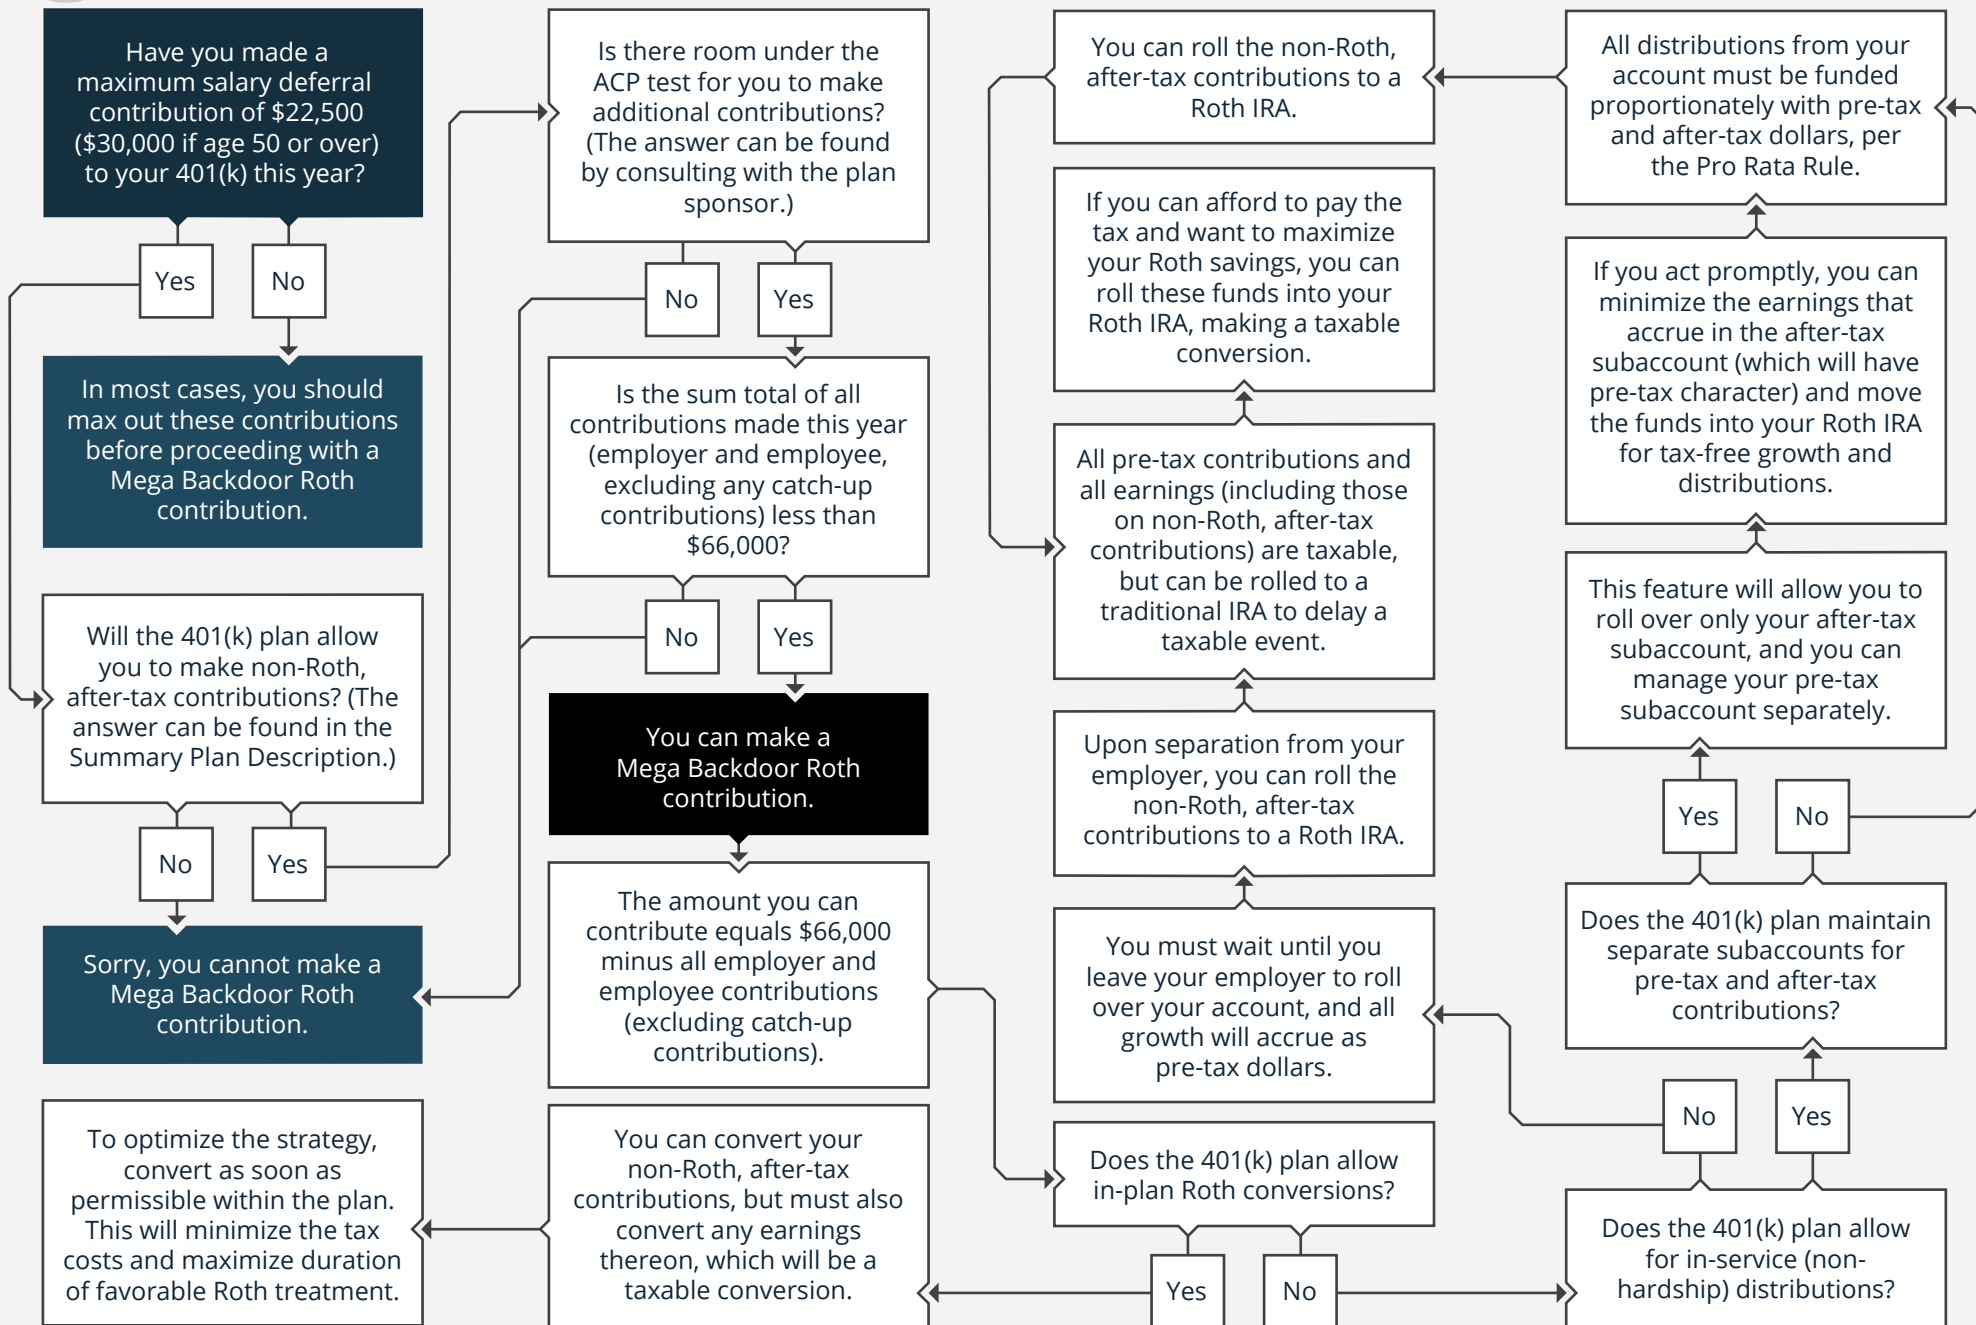 Have you made a
maximum salary deferral
contribution of $22,500
($30,000 if age 50 or over)
to your 401(k) this year?
Yes
No
In most cases, you should
max out these contributions
before proceeding with a
Mega Backdoor Roth
contribution.
Will the 401(k) plan allow
you to make non-Roth,
after-tax contributions? (The
answer can be found in the
Summary Plan Description.)
No
Yes
Sorry, you cannot make a
Mega Backdoor Roth
contribution.
Is there room under the
ACP test for you to make
additional contributions?
(The answer can be found
by consulting with the plan
sponsor.)
No
Yes
Is the sum total of all
contributions made this year
(employer and employee,
excluding any catch-up
contributions) less than
$66,000?
No
Yes
You can make a
Mega Backdoor Roth
contribution.
The amount you can
contribute equals $66,000
minus all employer and
employee contributions
(excluding catch-up
contributions).
Does the 401(k) plan allow
in-plan Roth conversions?
Yes
No
You can convert your
non-Roth, after-tax
contributions, but must also
convert any earnings
thereon, which will be a
taxable conversion.
To optimize the strategy,
convert as soon as
permissible within the plan.
This will minimize the tax
costs and maximize duration
of favorable Roth treatment.
Does the 401(k) plan allow
for in-service (non-
hardship) distributions?
No
Yes
You must wait until you
leave your employer to roll
over your account, and all
growth will accrue as
pre-tax dollars.
Upon separation from your
employer, you can roll the
non-Roth, after-tax
contributions to a Roth IRA.
Does the 401(k) plan maintain
separate subaccounts for
pre-tax and after-tax
contributions?
Yes
No
This feature will allow you to
roll over only your after-tax
subaccount, and you can
manage your pre-tax
subaccount separately.
If you act promptly, you can
minimize the earnings that
accrue in the after-tax
subaccount (which will have
pre-tax character) and move
the funds into your Roth IRA
for tax-free growth and
distributions.
All distributions from your
account must be funded
proportionately with pre-tax
and after-tax dollars, per
the Pro Rata Rule.
You can roll the non-Roth,
after-tax contributions to a
Roth IRA.
All pre-tax contributions and
all earnings (including those
on non-Roth, after-tax
contributions) are taxable,
but can be rolled to a
traditional IRA to delay a
taxable event.
If you can afford to pay the
tax and want to maximize
your Roth savings, you can
roll these funds into your
Roth IRA, making a taxable
conversion.